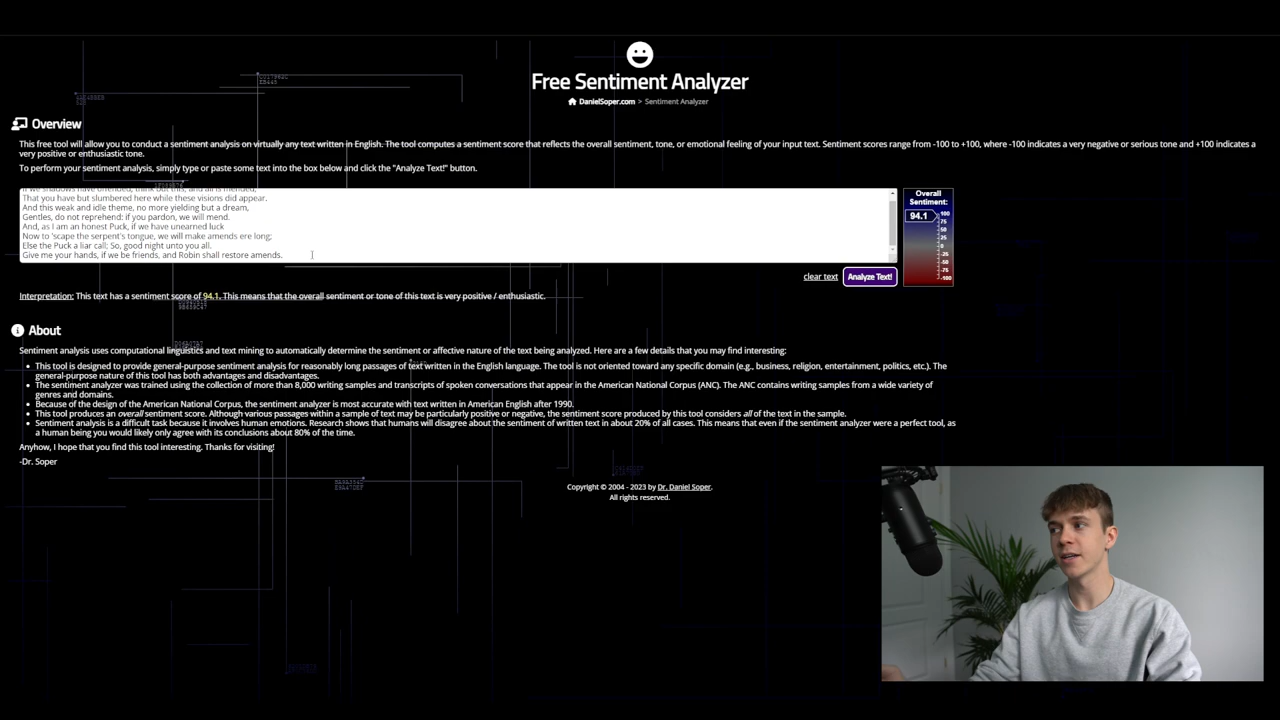 Free Sentiment Analyzer
DanielSoper.com > Sentiment Analyzer
Overview
This free tool will allow you to conduct a sentiment analysis on virtually any text written in English. The tool computes a sentiment score that reflects the overall sentiment, tone, or emotional feeling of your input text. Sentiment scores range from -100 to +100, where -100 indicates a very negative or serious tone and +100 indicates a
very positive or enthusiastic tone.
To perform your sentiment analysis, simply type or paste some text into the box below and click the "Analyze Text!" button.
If we shadows have offended, think but this, and all is mended,
That you have but slumbered here while these visions did appear.
And this weak and idle theme, no more yielding but a dream,
Gentles, do not reprehend: if you pardon, we will mend.
And, as I am an honest Puck, if we have unearned luck
Now to 'scape the serpent's tongue, we will make amends ere long;
Else the Puck a liar call; So, good night unto you all.
Give me your hands, if we be friends, and Robin shall restore amends.
Overall
Sentiment:
94.1
100
75
50
25
0
-25
-50
-75
-100
clear text
Analyze Text!
Interpretation: This text has a sentiment score of 94.1. This means that the overall sentiment or tone of this text is very positive / enthusiastic.
About
Sentiment analysis uses computational linguistics and text mining to automatically determine the sentiment or affective nature of the text being analyzed. Here are a few details that you may find interesting:
• This tool is designed to provide general-purpose sentiment analysis for reasonably long passages of text written in the English language. The tool is not oriented toward any specific domain (e.g., business, religion, entertainment, politics, etc.). The
general-purpose nature of this tool has both advantages and disadvantages.
• The sentiment analyzer was trained using the collection of more than 8,000 writing samples and transcripts of spoken conversations that appear in the American National Corpus (ANC). The ANC contains writing samples from a wide variety of
genres and domains.
• Because of the design of the American National Corpus, the sentiment analyzer is most accurate with text written in American English after 1990.
• This tool produces an overall sentiment score. Although various passages within a sample of text may be particularly positive or negative, the sentiment score produced by this tool considers all of the text in the sample.
• Sentiment analysis is a difficult task because it involves human emotions. Research shows that humans will disagree about the sentiment of written text in about 20% of all cases. This means that even if the sentiment analyzer were a perfect tool, as
a human being you would likely only agree with its conclusions about 80% of the time.
Anyhow, I hope that you find this tool interesting. Thanks for visiting!
-Dr. Soper
Copyright © 2004 - 2023 by Dr. Daniel Soper.
All rights reserved.